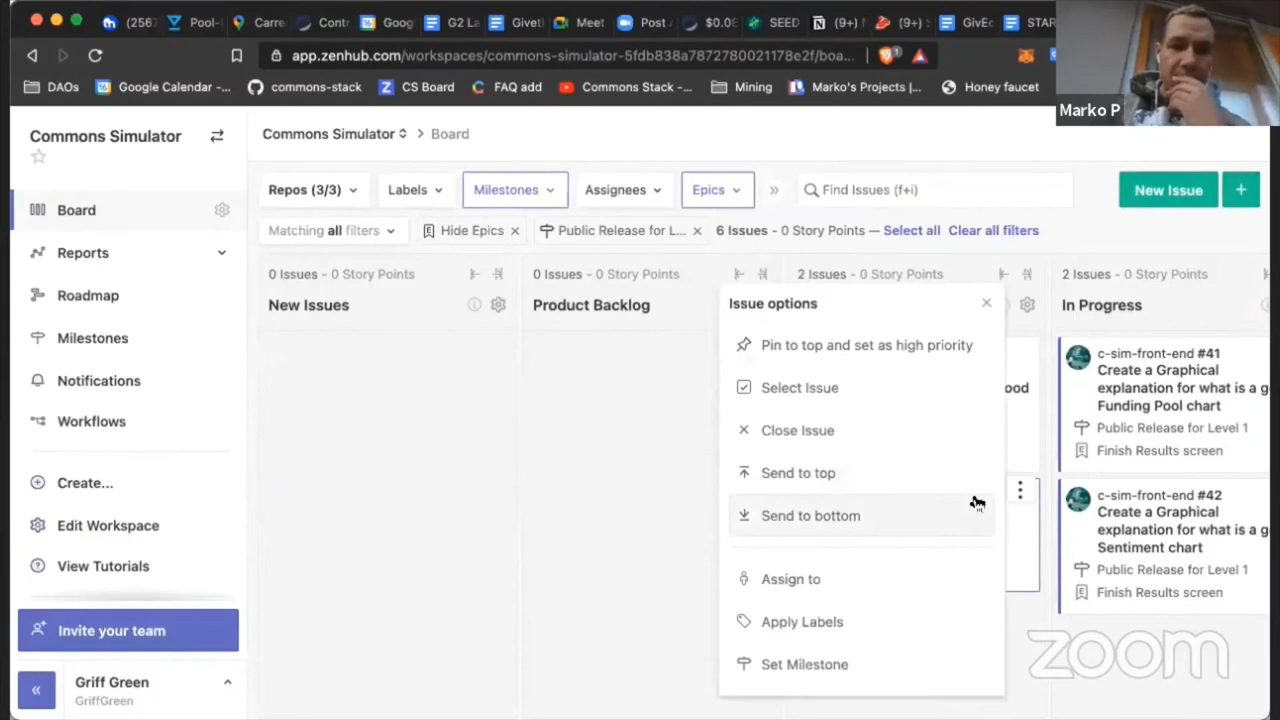 (2567
Pool-
Carre
Contr
Goog
G2 La
Giveth
Meet
Post A
$0.09
SEED
(9+)
(9+)
GivEc
STAR
app.zenhub.com/workspaces/commons-simulator-5fdb838a7872780021178e2f/boa...
1
DAOs
Google Calendar -...
commons-stack
CS Board
FAQ add
Commons Stack -...
Mining
Marko's Projects |...
Honey faucet
Marko P
Commons Simulator
Board
Reports
Roadmap
Milestones
Notifications
Workflows
Create...
Edit Workspace
View Tutorials
Invite your team
«
Griff Green
GriffGreen
Commons Simulator > Board
Repos (3/3)
Labels
Milestones
Assignees
Epics
»
Find Issues (f+i)
New Issue
+
Matching all filters
Hide Epics ×
Public Release for L... ×
6 Issues - 0 Story Points — Select all
Clear all filters
0 Issues - 0 Story Points
New Issues
0 Issues - 0 Story Points
Product Backlog
2 Issues - 0 Story Points
ood
Issue options
Pin to top and set as high priority
Select Issue
Close Issue
Send to top
Send to bottom
Assign to
Apply Labels
Set Milestone
2 Issues - 0 Story Points
In Progress
c-sim-front-end #41
Create a Graphical
explanation for what is a g
Funding Pool chart
Public Release for Level 1
Finish Results screen
c-sim-front-end #42
Create a Graphical
explanation for what is a g
Sentiment chart
Public Release for Level 1
Finish Results screen
zoom